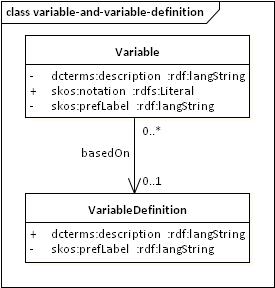 class variable-and-variable-definition
Variable
- dcterms:description :rdf:langString
+ skos:notation :rdfs:Literal
- skos:prefLabel :rdf:langString
0..*
basedOn
0..1
VariableDefinition
+ dcterms:description :rdf:langString
- skos:prefLabel :rdf:langString